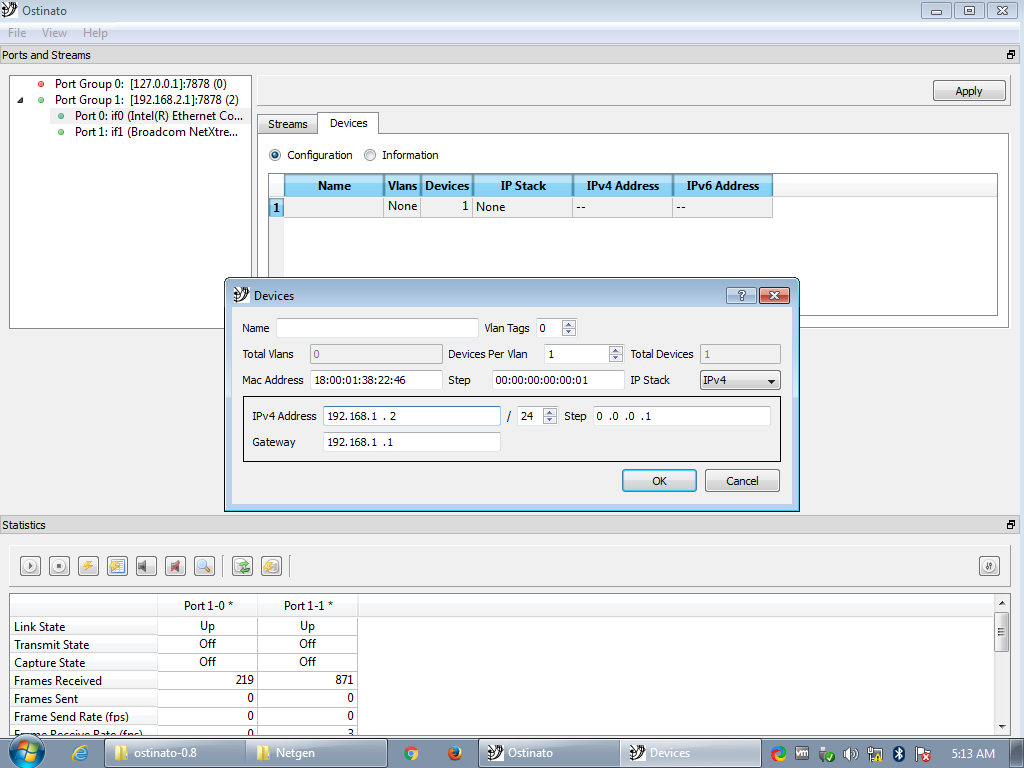 Ostinato
File View Help
Ports and Streams
Port Group 0: [127.0.0.1]:7878 (0)
Port Group 1: [192.168.2.1]:7878 (2)
Port 0: if0 (Intel(R) Ethernet Co...
Port 1: if1 (Broadcom NetXtre...
Apply
Streams Devices
Configuration Information
Name Vlans Devices IP Stack IPv4 Address IPv6 Address
1 None 1 None -- --
Devices
?
Name Vlan Tags 0
Total Vlans 0 Devices Per Vlan 1 Total Devices 1
Mac Address 18:00:01:38:22:46 Step 00:00:00:00:00:01 IP Stack IPv4
IPv4 Address 192.168.1 . 2 / 24 Step 0 .0 .0 .1
Gateway 192.168.1 .1
OK Cancel
Statistics
Port 1-0 * Port 1-1 *
Link State Up Up
Transmit State Off Off
Capture State Off Off
Frames Received 219 871
Frames Sent 0 0
Frame Send Rate (fps) 0 0
Frame Receive Rate (fps) 0 3
ostinato-0.8 Netgen Ostinato Devices vm 5:13 AM